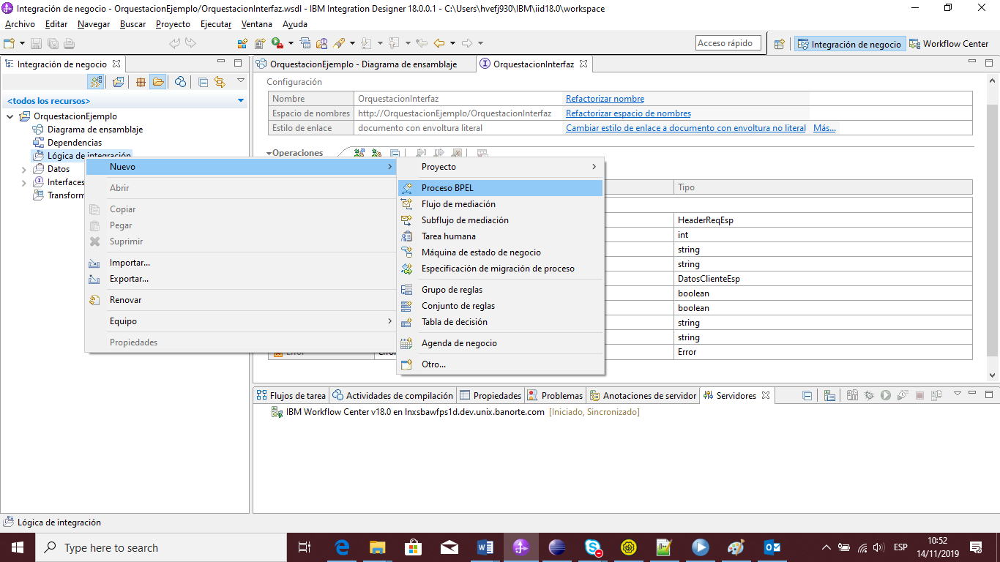 Integración de negocio - OrquestacionEjemplo/OrquestacionInterfaz.wsdl - IBM Integration Designer 18.0.0.1 - C:\Users\hvefj930\IBM\iid18.0\workspace
Archivo Editar Navegar Buscar Proyecto Ejecutar Ventana Ayuda
Acceso rápido Integración de negocio Workflow Center
Integración de negocio OrquestacionEjemplo - Diagrama de ensamblaje OrquestacionInterfaz
Configuración
<todos los recursos>
Nombre OrquestacionInterfaz Refactorizar nombre
Espacio de nombres http://OrquestacionEjemplo/OrquestacionInterfaz Refactorizar espacio de nombres
Estilo de enlace documento con envoltura literal Cambiar estilo de enlace a documento con envoltura no literal Más...
OrquestacionEjemplo
Diagrama de ensamblaje
Dependencias
Lógica de integración
Datos
Interfaces
Transform
Operaciones
Nuevo
Abrir
Copiar
Pegar
Suprimir
Importar...
Exportar...
Renovar
Equipo
Propiedades
Proyecto
Proceso BPEL
Flujo de mediación
Subflujo de mediación
Tarea humana
Máquina de estado de negocio
Especificación de migración de proceso
Grupo de reglas
Conjunto de reglas
Tabla de decisión
Agenda de negocio
Otro...
Tipo
HeaderReqEsp
int
string
string
DatosClienteEsp
boolean
boolean
string
string
Error error Error
Flujos de tarea Actividades de compilación Propiedades Problemas Anotaciones de servidor Servidores
IBM Workflow Center v18.0 en lnxsbawfps1d.dev.unix.banorte.com [Iniciado, Sincronizado]
Lógica de integración
Type here to search
ESP
10:52
14/11/2019